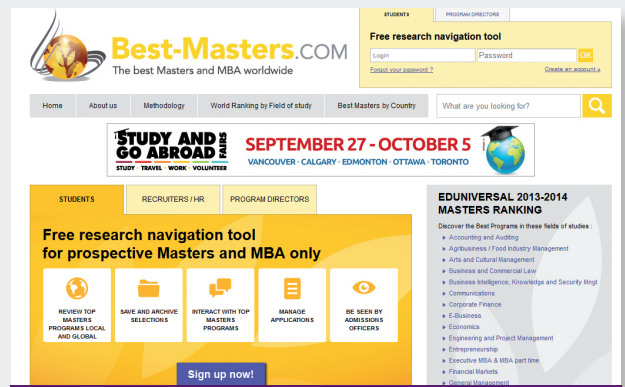 STUDENTS
PROGRAM DIRECTORS
Free research navigation tool
Login
Password
OK
Forgot your password ?
Create an account
Best-Masters.COM
The best Masters and MBA worldwide
Home
About us
Methodology
World Ranking by Field of study
Best Masters by Country
What are you looking for?
STUDY AND
GO ABROAD
FAIRS
STUDY · TRAVEL · WORK · VOLUNTEER
SEPTEMBER 27 - OCTOBER 5
VANCOUVER · CALGARY · EDMONTON · OTTAWA · TORONTO
STUDENTS
RECRUITERS / HR
PROGRAM DIRECTORS
Free research navigation tool
for prospective Masters and MBA only
REVIEW TOP
MASTERS
PROGRAMS LOCAL
AND GLOBAL
SAVE AND ARCHIVE
SELECTIONS
INTERACT WITH TOP
MASTERS
PROGRAMS
MANAGE
APPLICATIONS
BE SEEN BY
ADMISSIONS
OFFICERS
Sign up now!
EDUNIVERSAL 2013-2014
MASTERS RANKING
Discover the Best Programs in these fields of studies :
Accounting and Auditing
Agribusiness / Food Industry Management
Arts and Cultural Management
Business and Commercial Law
Business Intelligence, Knowledge and Security Mngt
Communications
Corporate Finance
E-Business
Economics
Engineering and Project Management
Entrepreneurship
Executive MBA & MBA part time
Financial Markets
General Management